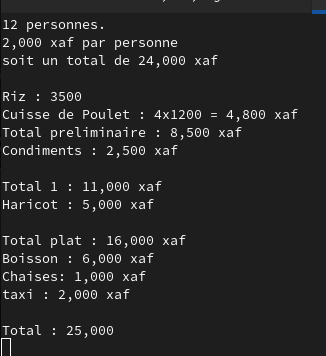 12 personnes.
2,000 xaf par personne
soit un total de 24,000 xaf
Riz : 3500
Cuisse de Poulet : 4x1200 = 4,800 xaf
Total preliminaire : 8,500 xaf
Condiments : 2,500 xaf
Total 1 : 11,000 xaf
Haricot : 5,000 xaf
Total plat : 16,000 xaf
Boisson : 6,000 xaf
Chaises: 1,000 xaf
taxi : 2,000 xaf
Total : 25,000